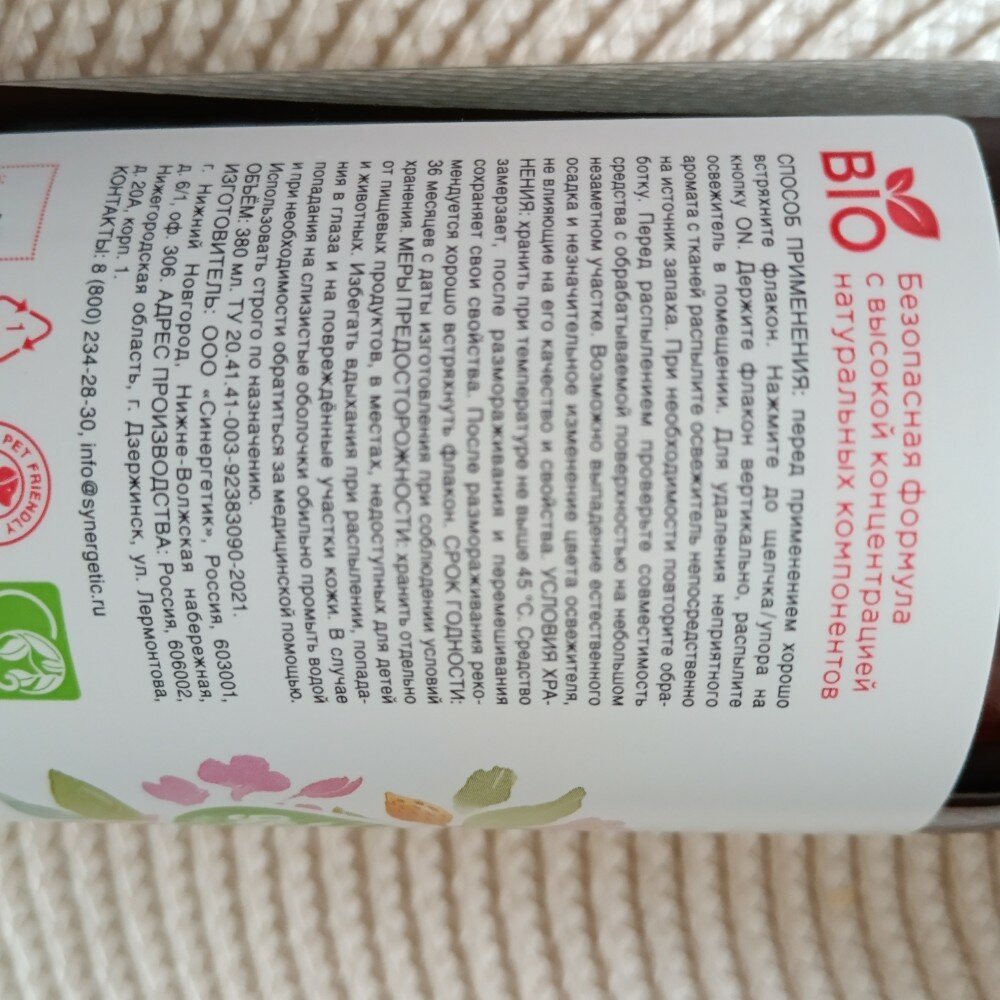 BIO
Безопасная формула
с высокой концентрацией
натуральных компонентов
СПОСОБ ПРИМЕНЕНИЯ: перед применением хорошо
встряхните флакон. Нажмите до щелчка/упора на
кнопку ON. Держите флакон вертикально, распылите
освежитель в помещении. Для удаления неприятного
аромата с тканей распылите освежитель непосредственно
на источник запаха. При необходимости повторите обра-
ботку. Перед распылением проверьте совместимость
средства с обрабатываемой поверхностью на небольшом
незаметном участке. Возможно выпадение естественного
осадка и незначительное изменение цвета освежителя,
не влияющие на его качество и свойства. УСЛОВИЯ ХРА-
НЕНИЯ: хранить при температуре не выше 45 °С. Средство
замерзает, после размораживания и перемешивания
сохраняет свои свойства. После размораживания реко-
мендуется хорошо встряхнуть флакон. СРОК ГОДНОСТИ:
36 месяцев с даты изготовления при соблюдении условий
хранения. МЕРЫ ПРЕДОСТОРОЖНОСТИ: хранить отдельно
от пищевых продуктов, в местах, недоступных для детей
и животных. Избегать вдыхания при распылении, попада-
ния в глаза и на повреждённые участки кожи. В случае
попадания на слизистые оболочки обильно промыть водой
и при необходимости обратиться за медицинской помощью.
Использовать строго по назначению.
ОБЪЁМ: 380 мл. ТУ 20.41.41-003-92383090-2021.
ИЗГОТОВИТЕЛЬ: ООО «Синергетик», Россия, 603001,
г. Нижний Новгород, Нижне-Волжская набережная,
д. 6/1, оф. 306. АДРЕС ПРОИЗВОДСТВА: Россия, 606002,
Нижегородская область, г. Дзержинск, ул. Лермонтова,
д. 20А, корп. 1.
КОНТАКТЫ: 8 (800) 234-28-30, info@synergetic.ru
1
PET FRIENDLY